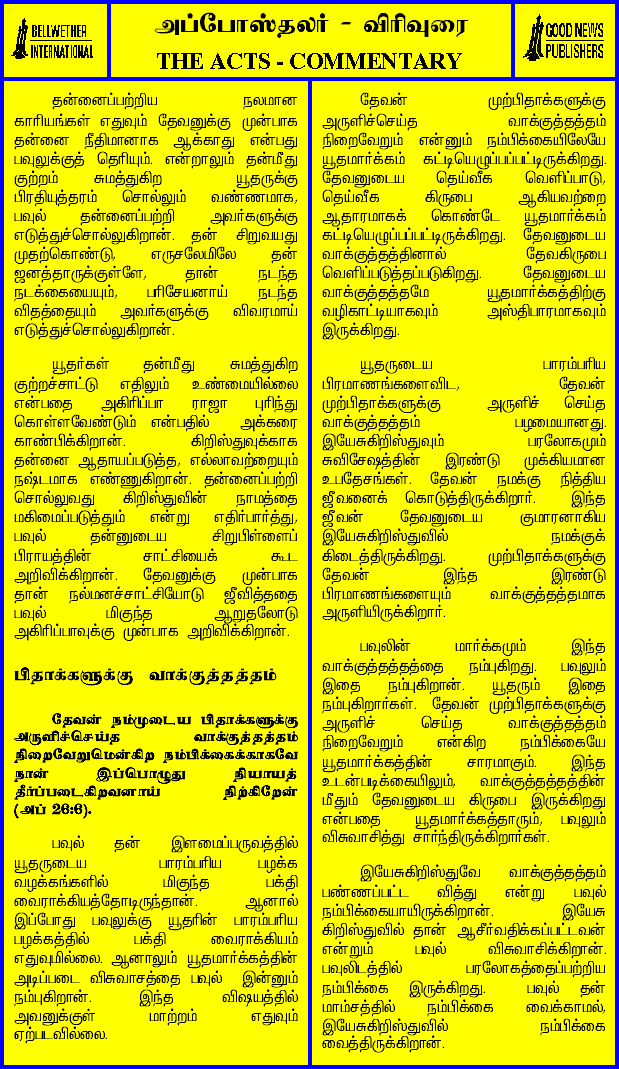 BELLWETHER
INTERNATIONAL
அப்போஸ்தலர் - விரிவுரை
THE ACTS - COMMENTARY
GOOD NEWS
PUBLISHERS
தன்னைப்பற்றிய நலமான
காரியங்கள் எதுவும் தேவனுக்கு முன்பாக
தன்னை நீதிமானாக ஆக்காது என்பது
பவுலுக்குத் தெரியும். என்றாலும் தன்மீது
குற்றம் சுமத்துகிற யூதருக்கு
பிரதியுத்தரம் சொல்லும் வண்ணமாக,
பவுல் தன்னைப்பற்றி அவர்களுக்கு
எடுத்துச்சொல்லுகிறான். தன் சிறுவயது
முதற்கொண்டு, எருசலேமிலே தன்
ஜனத்தாருக்குள்ளே, தான் நடந்த
நடக்கையையும், பரிசேயனாய் நடந்த
விதத்தையும் அவர்களுக்கு விவரமாய்
எடுத்துச்சொல்லுகிறான்.
யூதர்கள் தன்மீது சுமத்துகிற
குற்றச்சாட்டு எதிலும் உண்மையில்லை
என்பதை அகிரிப்பா ராஜா புரிந்து
கொள்ளவேண்டும் என்பதில் அக்கரை
காண்பிக்கிறான். கிறிஸ்துவுக்காக
தன்னை ஆதாயப்படுத்த, எல்லாவற்றையும்
நஷ்டமாக எண்ணுகிறான். தன்னைப்பற்றி
சொல்லுவது கிறிஸ்துவின் நாமத்தை
மகிமைப்படுத்தும் என்று எதிர்பார்த்து,
பவுல் தன்னுடைய சிறுபிள்ளைப்
பிராயத்தின் சாட்சியைக் கூட
அறிவிக்கிறான். தேவனுக்கு முன்பாக
தான் நல்மனச்சாட்சியோடு ஜீவித்ததை
பவுல் மிகுந்த ஆறுதலோடு
அகிரிப்பாவுக்கு முன்பாக அறிவிக்கிறான்.
பிதாக்களுக்கு வாக்குத்தத்தம்
தேவன் நம்முடைய பிதாக்களுக்கு
அருளிச்செய்த வாக்குத்தத்தம்
நிறைவேறுமென்கிற நம்பிக்கைக்காகவே
நான் இப்பொழுது நியாயத்
தீர்ப்படைகிறவனாய் நிற்கிறேன்
(அப் 26:6).
பவுல் தன் இளமைப்பருவத்தில்
யூதருடைய பாரம்பரிய பழக்க
வழக்கங்களில் மிகுந்த பக்தி
வைராக்கியத்தோடிருந்தான். ஆனால்
இப்போது பவுலுக்கு யூதரின் பாரம்பரிய
பழக்கத்தில் பக்தி வைராக்கியம்
எதுவுமில்லை. ஆனாலும் யூதமார்க்கத்தின்
அடிப்படை விசுவாசத்தை பவுல் இன்னும்
நம்புகிறான். இந்த விஷயத்தில்
அவனுக்குள் மாற்றம் எதுவும்
ஏற்படவில்லை.
தேவன் முற்பிதாக்களுக்கு
அருளிச்செய்த வாக்குத்தத்தம்
நிறைவேறும் என்னும் நம்பிக்கையிலேயே
யூதமார்க்கம் கட்டியெழுப்பப்பட்டிருக்கிறது.
தேவனுடைய தெய்வீக வெளிப்பாடு,
தெய்வீக கிருபை ஆகியவற்றை
ஆதாரமாகக் கொண்டே யூதமார்க்கம்
கட்டியெழுப்பப்பட்டிருக்கிறது. தேவனுடைய
வாக்குத்தத்தினால் தேவகிருபை
வெளிப்படுத்தப்படுகிறது. தேவனுடைய
வாக்குத்தத்தமே யூதமார்க்கத்திற்கு
வழிகாட்டியாகவும் அஸ்திபாரமாகவும்
இருக்கிறது.
யூதருடைய பாரம்பரிய
பிரமாணங்களைவிட, தேவன்
முற்பிதாக்களுக்கு அருளிச் செய்த
வாக்குத்தத்தம் பழமையானது.
இயேசுகிறிஸ்துவும் பரலோகமும்
சுவிசேஷத்தின் இரண்டு முக்கியமான
உபதேசங்கள். தேவன் நமக்கு நித்திய
ஜீவனைக் கொடுத்திருக்கிறார். இந்த
ஜீவன் தேவனுடைய குமாரனாகிய
இயேசுகிறிஸ்துவில் நமக்குக்
கிடைத்திருக்கிறது. முற்பிதாக்களுக்கு
தேவன் இந்த இரண்டு
பிரமாணங்களையும் வாக்குத்தத்தமாக
அருளியிருக்கிறார்.
பவுலின் மார்க்கமும் இந்த
வாக்குத்தத்தத்தை நம்புகிறது. பவுலும்
இதை நம்புகிறான். யூதரும் இதை
நம்புகிறார்கள். தேவன் முற்பிதாக்களுக்கு
அருளிச் செய்த வாக்குத்தத்தம்
நிறைவேறும் என்கிற நம்பிக்கையே
யூதமார்க்கத்தின் சாரமாகும். இந்த
உடன்படிக்கையிலும், வாக்குத்தத்தத்தின்
மீதும் தேவனுடைய கிருபை இருக்கிறது
என்பதை யூதமார்க்கத்தாரும், பவுலும்
விசுவாசித்து சார்ந்திருக்கிறார்கள்.
இயேசுகிறிஸ்துவே வாக்குத்தத்தம்
பண்ணப்பட்ட வித்து என்று பவுல்
நம்பிக்கையாயிருக்கிறான். இயேசு
கிறிஸ்துவில் தான் ஆசீர்வதிக்கப்பட்டவன்
என்றும் பவுல் விசுவாசிக்கிறான்.
பவுலிடத்தில் பரலோகத்தைப்பற்றிய
நம்பிக்கை இருக்கிறது. பவுல் தன்
மாம்சத்தில் நம்பிக்கை வைக்காமல்,
இயேசுகிறிஸ்துவில் நம்பிக்கை
வைத்திருக்கிறான்.